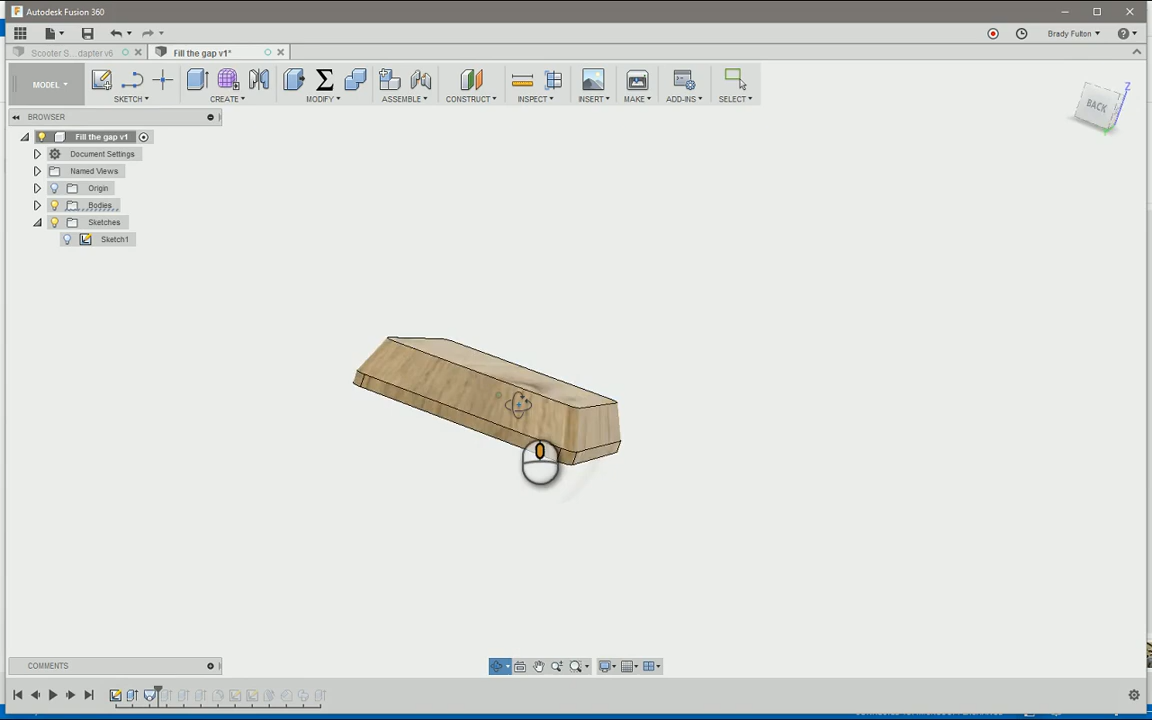 Autodesk Fusion 360
Brady Fulton
Scooter S...dapter v6
Fill the gap v1*
MODEL
SKETCH
CREATE
MODIFY
ASSEMBLE
CONSTRUCT
INSPECT
INSERT
MAKE
ADD-INS
SELECT
BROWSER
BACK
Z
Fill the gap v1
Document Settings
Named Views
Origin
Bodies
Sketches
Sketch1
COMMENTS